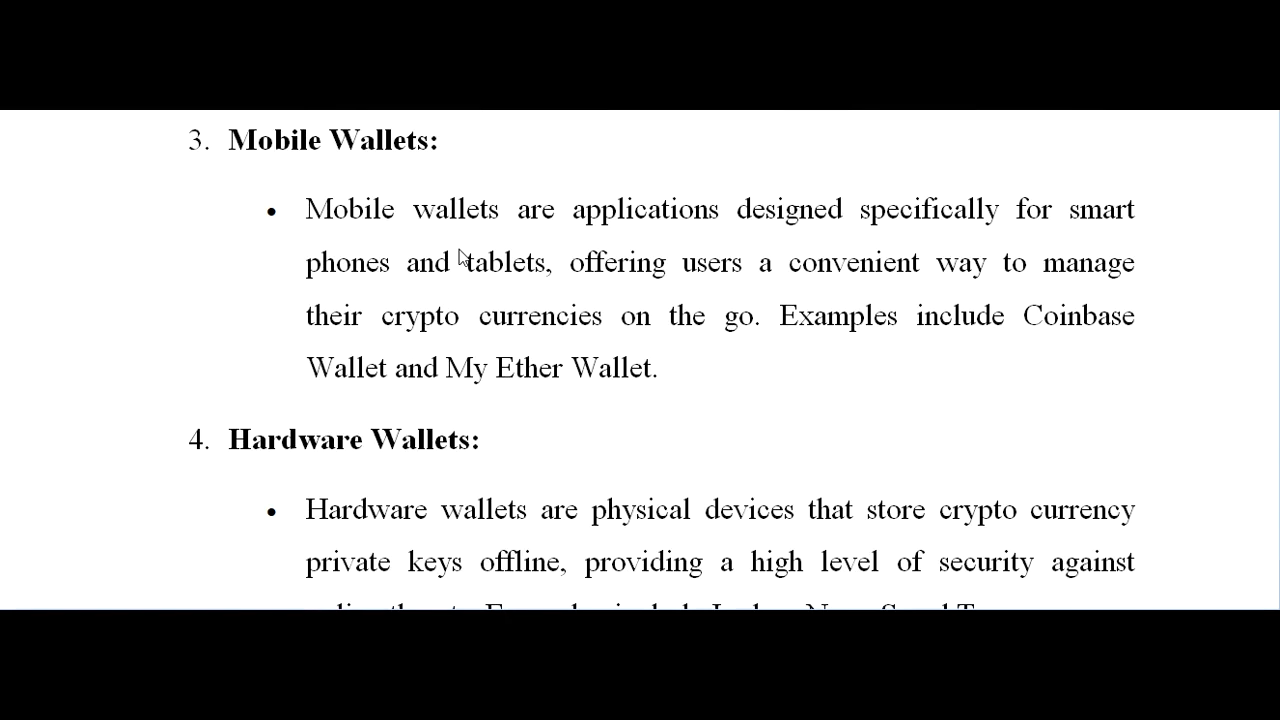 3. Mobile Wallets:
• Mobile wallets are applications designed specifically for smart
phones and tablets, offering users a convenient way to manage
their crypto currencies on the go. Examples include Coinbase
Wallet and My Ether Wallet.
4. Hardware Wallets:
• Hardware wallets are physical devices that store crypto currency
private keys offline, providing a high level of security against